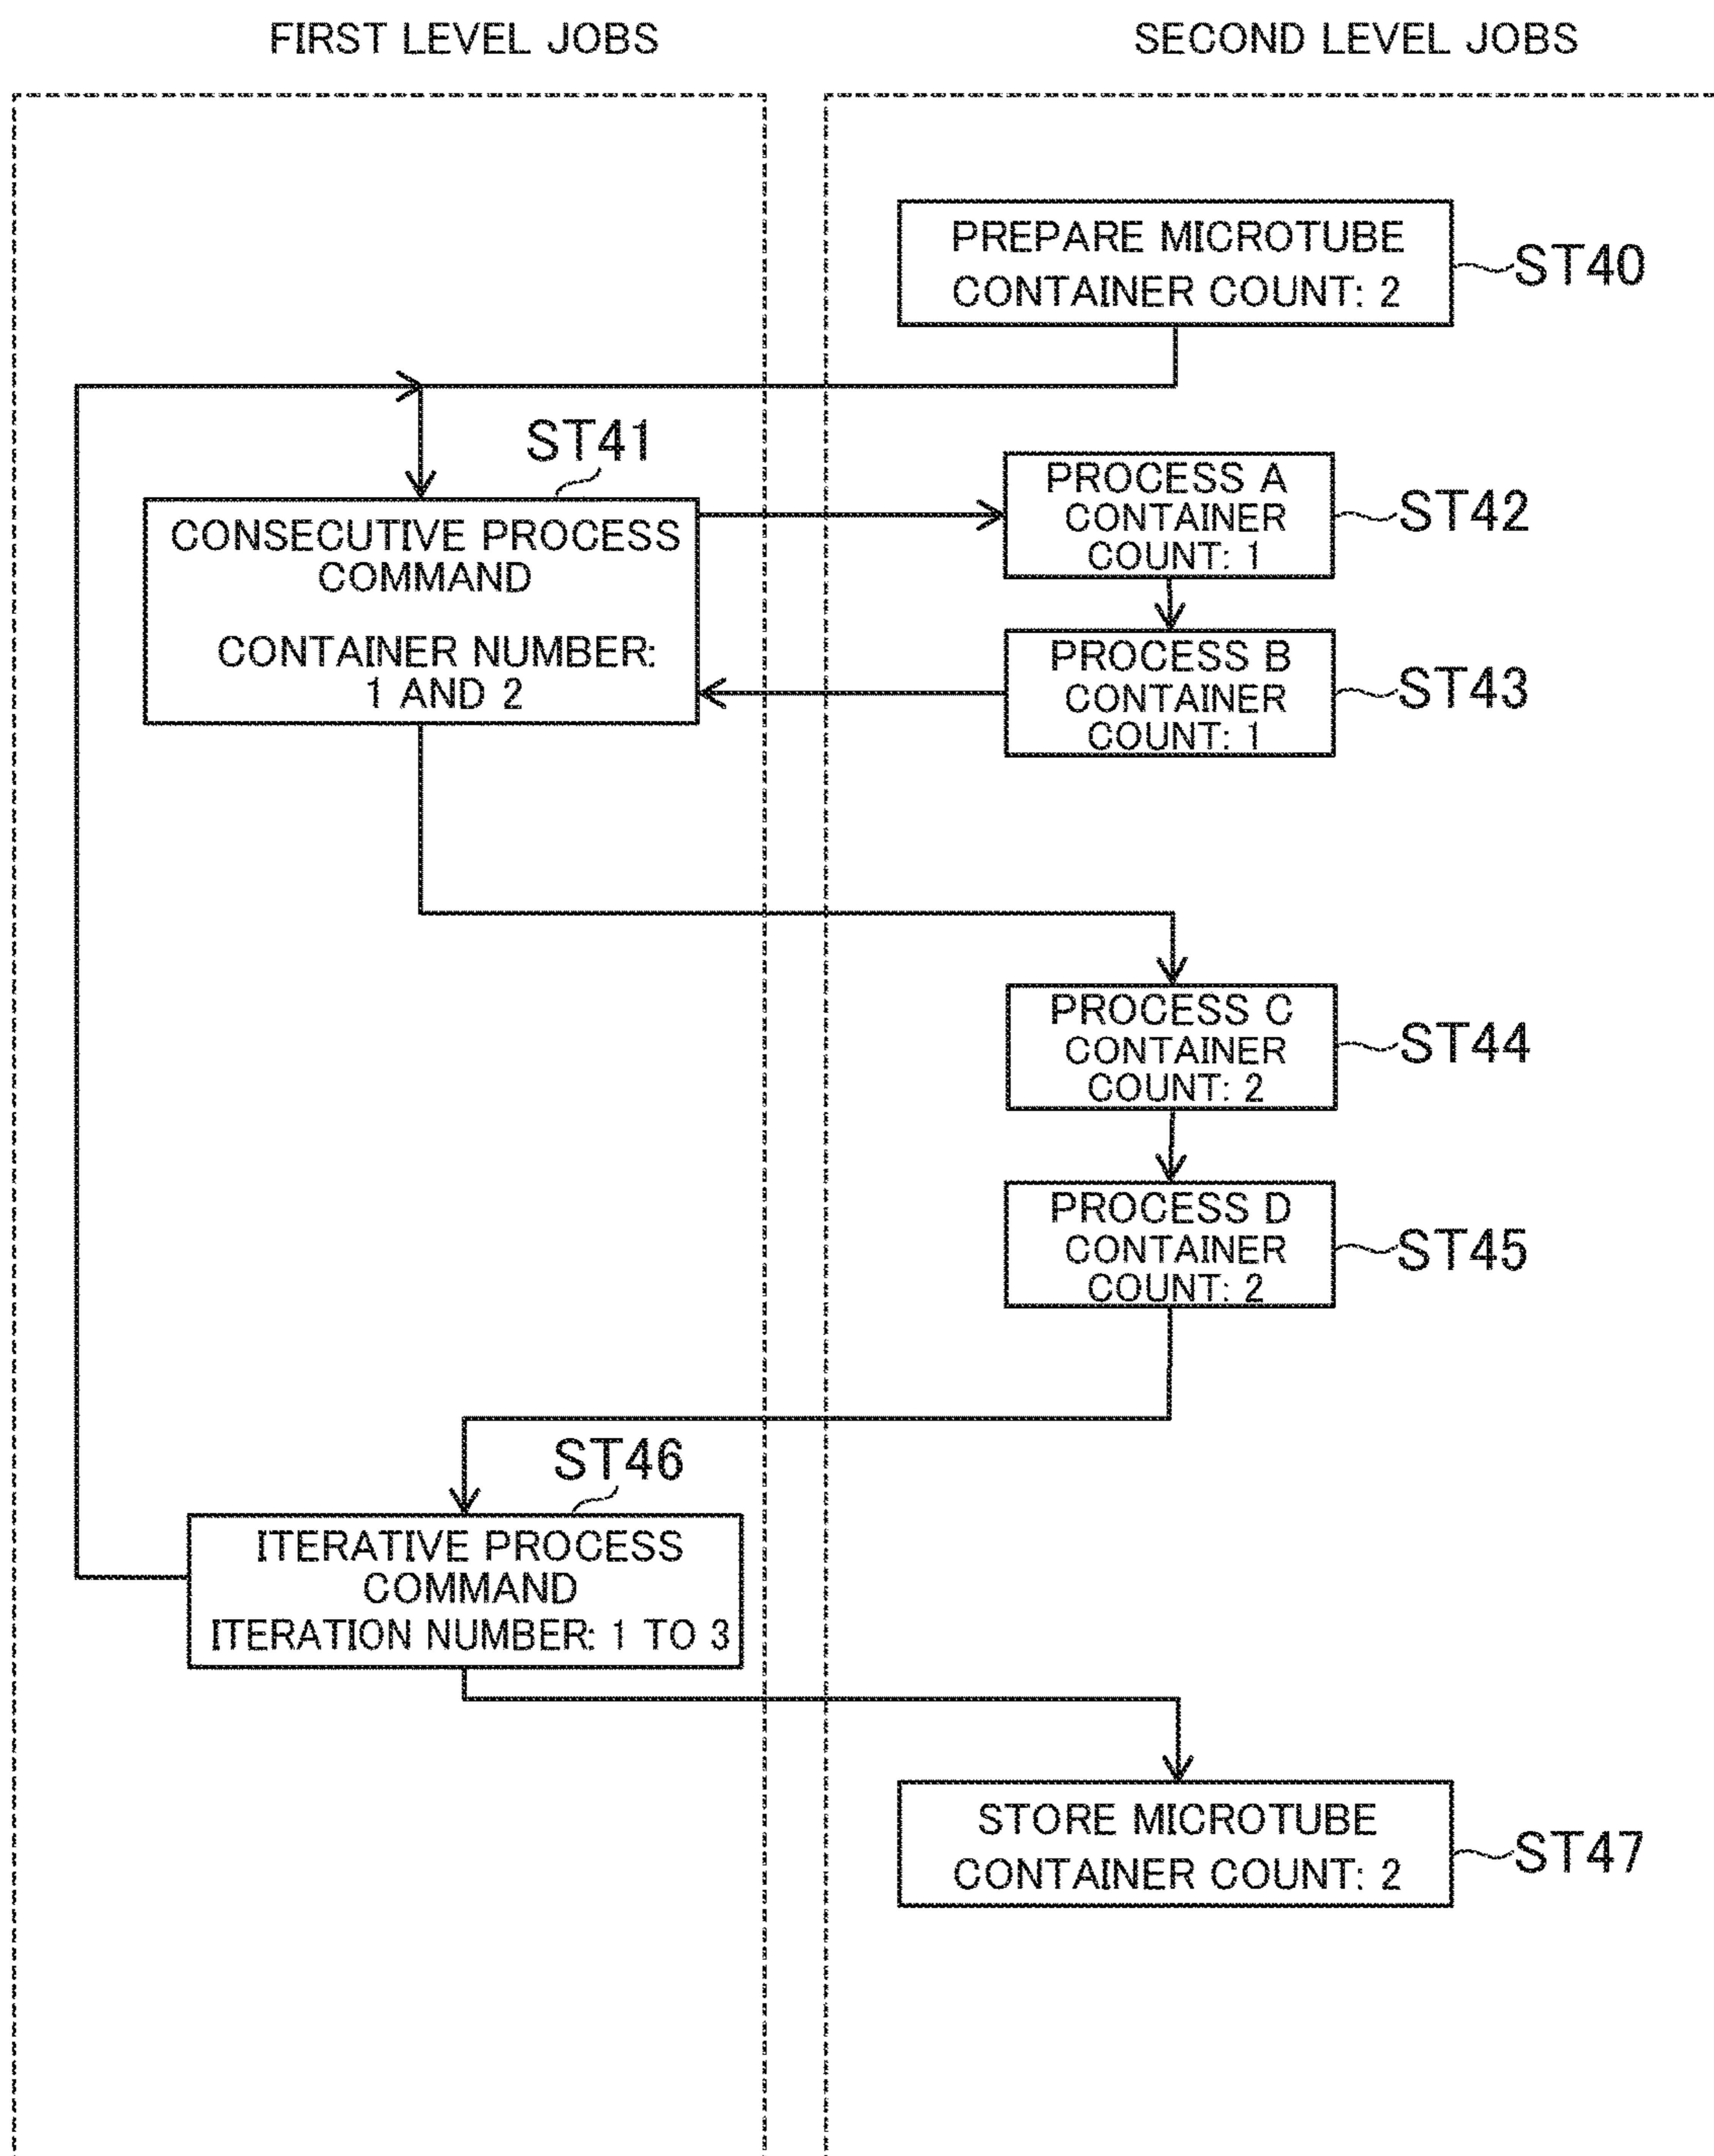 FIRST LEVEL JOBS
SECOND LEVEL JOBS
PREPARE MICROTUBE
CONTAINER COUNT: 2
ST40
ST41
CONSECUTIVE PROCESS
COMMAND
CONTAINER NUMBER:
1 AND 2
PROCESS A
CONTAINER
COUNT: 1
ST42
PROCESS B
CONTAINER
COUNT: 1
ST43
PROCESS C
CONTAINER
COUNT: 2
ST44
PROCESS D
CONTAINER
COUNT: 2
ST45
ST46
ITERATIVE PROCESS
COMMAND
ITERATION NUMBER: 1 TO 3
STORE MICROTUBE
CONTAINER COUNT: 2
ST47